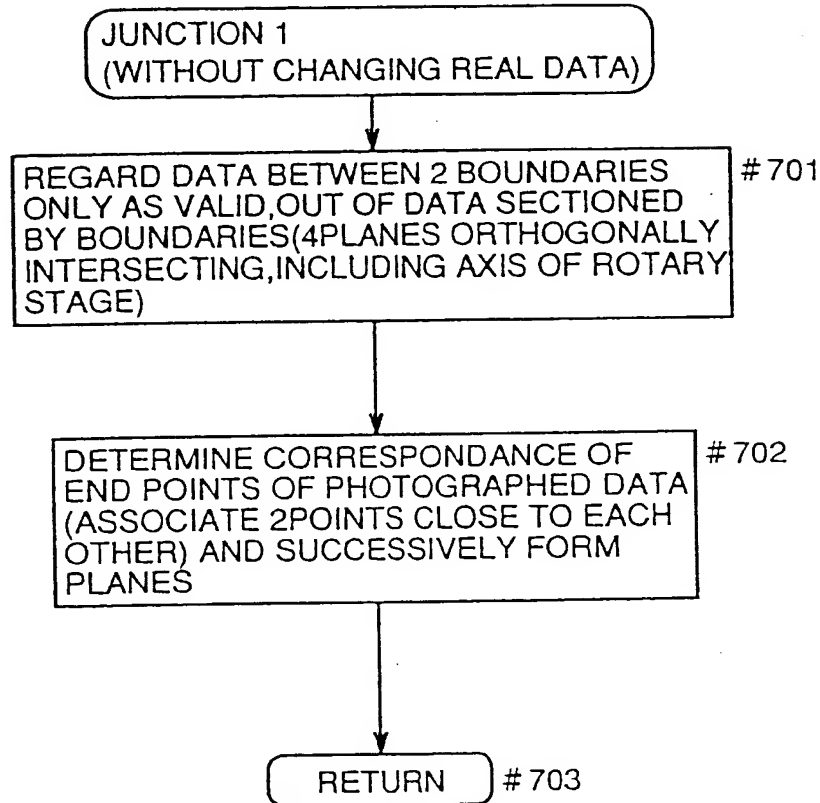 JUNCTION 1
(WITHOUT CHANGING REAL DATA)
REGARD DATA BETWEEN 2 BOUNDARIES
ONLY AS VALID,OUT OF DATA SECTIONED
BY BOUNDARIES(4PLANES ORTHOGONALLY
INTERSECTING,INCLUDING AXIS OF ROTARY
STAGE)
#701
DETERMINE CORRESPONDANCE OF
END POINTS OF PHOTOGRAPHED DATA
(ASSOCIATE 2POINTS CLOSE TO EACH
OTHER) AND SUCCESSIVELY FORM
PLANES
#702
RETURN
#703